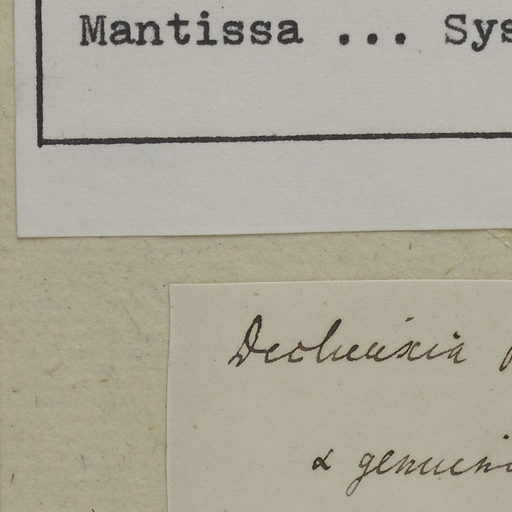 Mantissa ... Sys
Decheuxia
α genuin